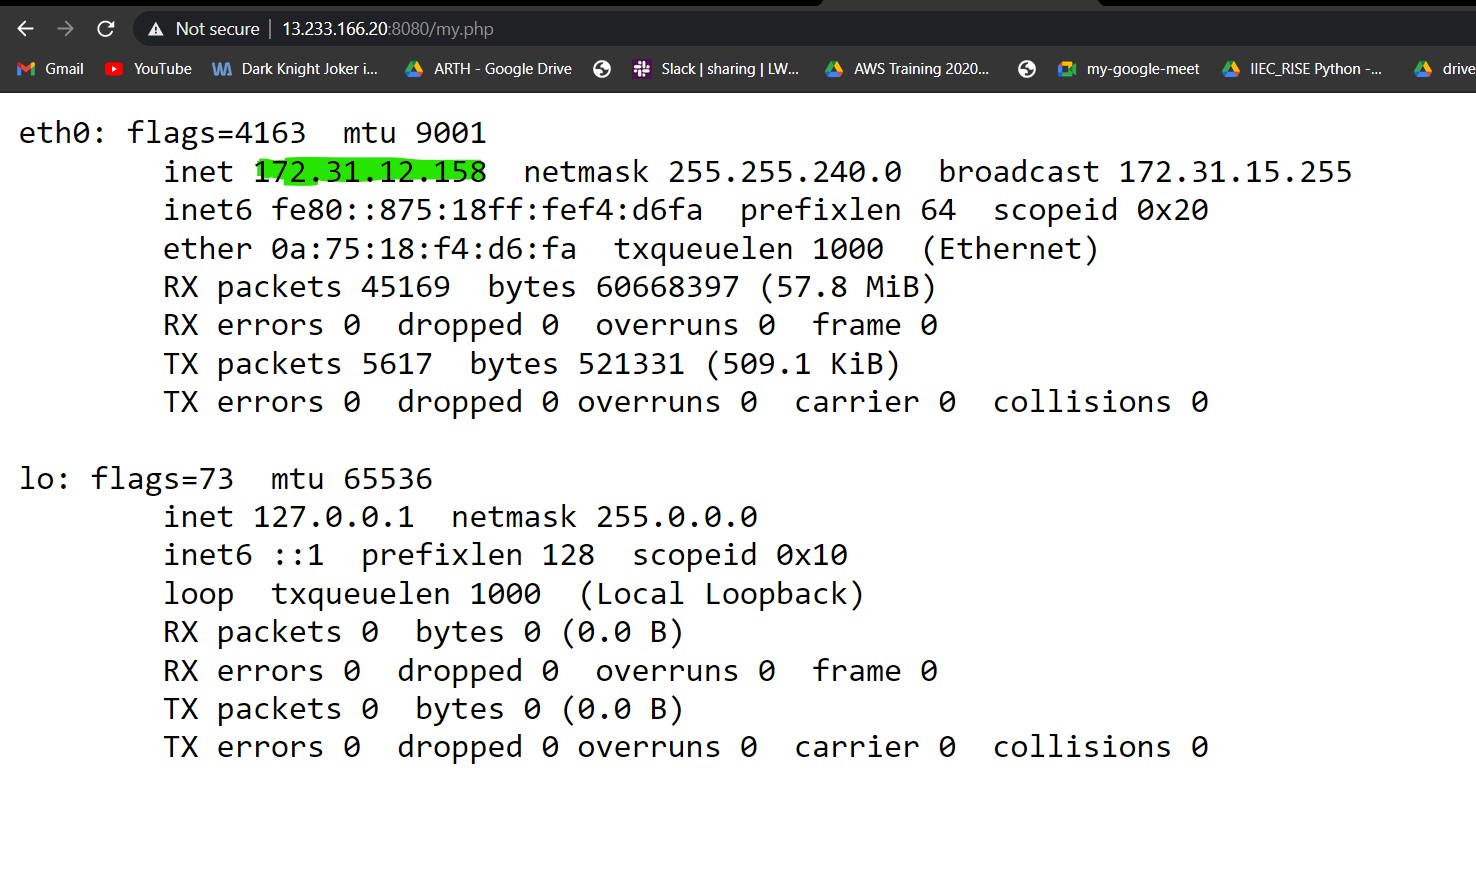 Not secure | 13.233.166.20:8080/my.php
Gmail YouTube Dark Knight Joker i... ARTH - Google Drive Slack | sharing | LW... AWS Training 2020... my-google-meet IIEC_RISE Python -... drive
eth0: flags=4163  mtu 9001
        inet 172.31.12.158  netmask 255.255.240.0  broadcast 172.31.15.255
        inet6 fe80::875:18ff:fef4:d6fa  prefixlen 64  scopeid 0x20
        ether 0a:75:18:f4:d6:fa  txqueuelen 1000  (Ethernet)
        RX packets 45169  bytes 60668397 (57.8 MiB)
        RX errors 0  dropped 0  overruns 0  frame 0
        TX packets 5617  bytes 521331 (509.1 KiB)
        TX errors 0  dropped 0 overruns 0  carrier 0  collisions 0
lo: flags=73  mtu 65536
        inet 127.0.0.1  netmask 255.0.0.0
        inet6 ::1  prefixlen 128  scopeid 0x10
        loop  txqueuelen 1000  (Local Loopback)
        RX packets 0  bytes 0 (0.0 B)
        RX errors 0  dropped 0  overruns 0  frame 0
        TX packets 0  bytes 0 (0.0 B)
        TX errors 0  dropped 0 overruns 0  carrier 0  collisions 0